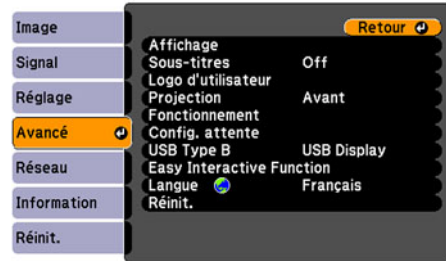 Image
Signal
Réglage
Avancé
Réseau
Information
Réinit.
Retour
Affichage
Sous-titres Off
Logo d'utilisateur
Projection Avant
Fonctionnement
Config. attente
USB Type B USB Display
Easy Interactive Function
Langue Français
Réinit.